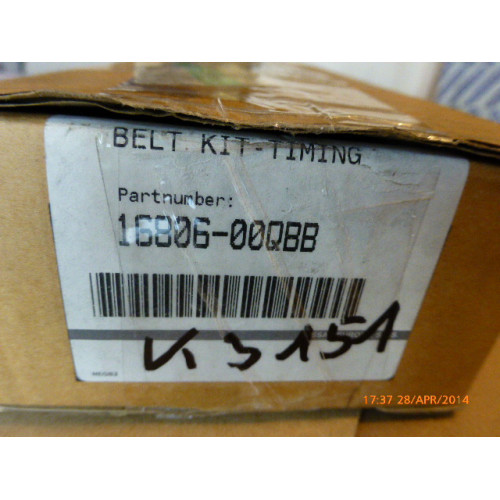 BELT KIT-TIMING
Partnumber:
16806-00QBB
K3151
17:37 28/APR/2014